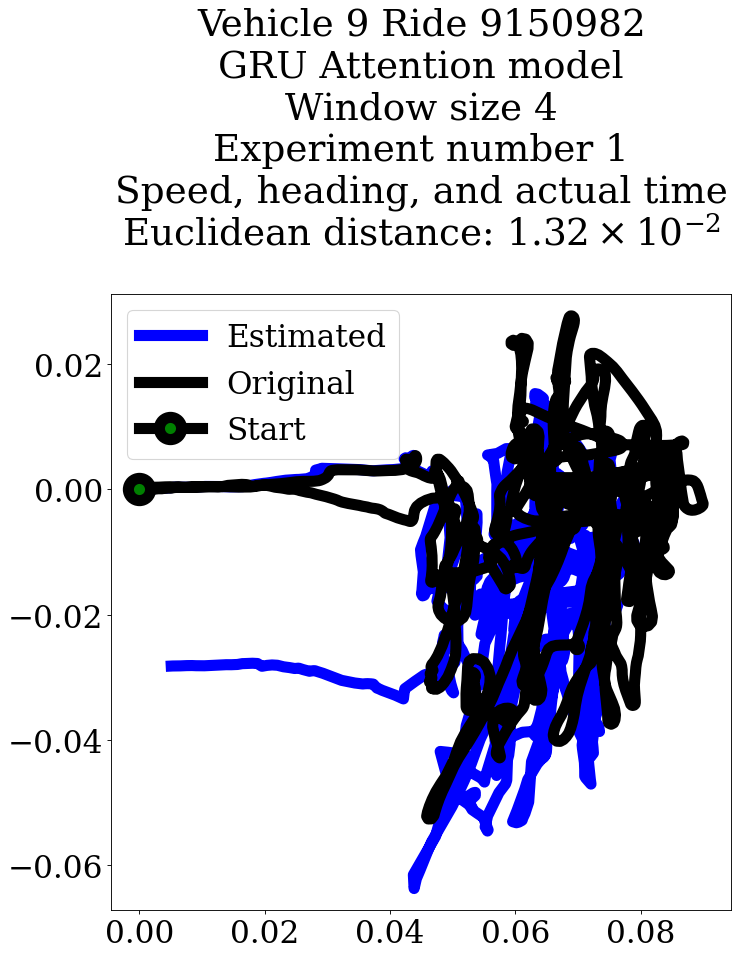 Vehicle 9 Ride 9150982
GRU Attention model
Window size 4
Experiment number 1
Speed, heading, and actual time
Euclidean distance: 1.32 × 10⁻²
Estimated
Original
Start
0.02
0.00
−0.02
−0.04
−0.06
0.00 0.02 0.04 0.06 0.08